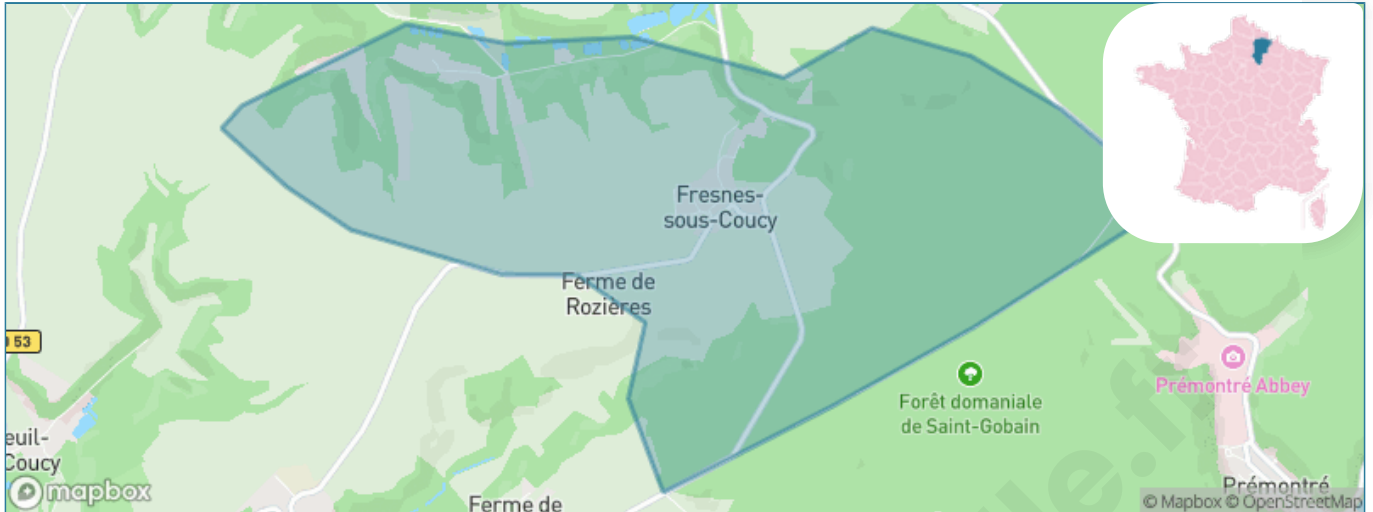 Fresnes-
sous-Coucy
Ferme de
Rozières
53
Prémontré Abbey
Forêt domaniale
de Saint-Gobain
euil-
Coucy
mapbox
Ferme de
Prémontré
© Mapbox © OpenStreetMap